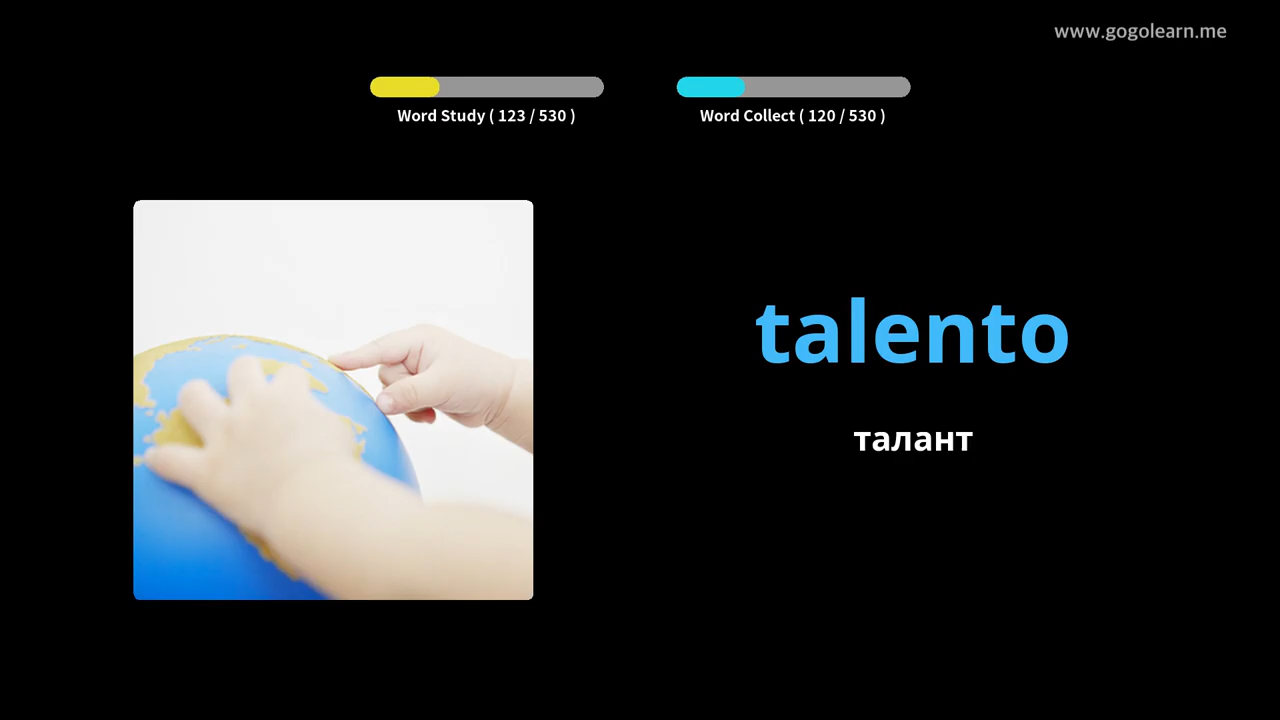 www.gogolearn.me
Word Study ( 123 / 530 )
Word Collect ( 120 / 530 )
talento
талант